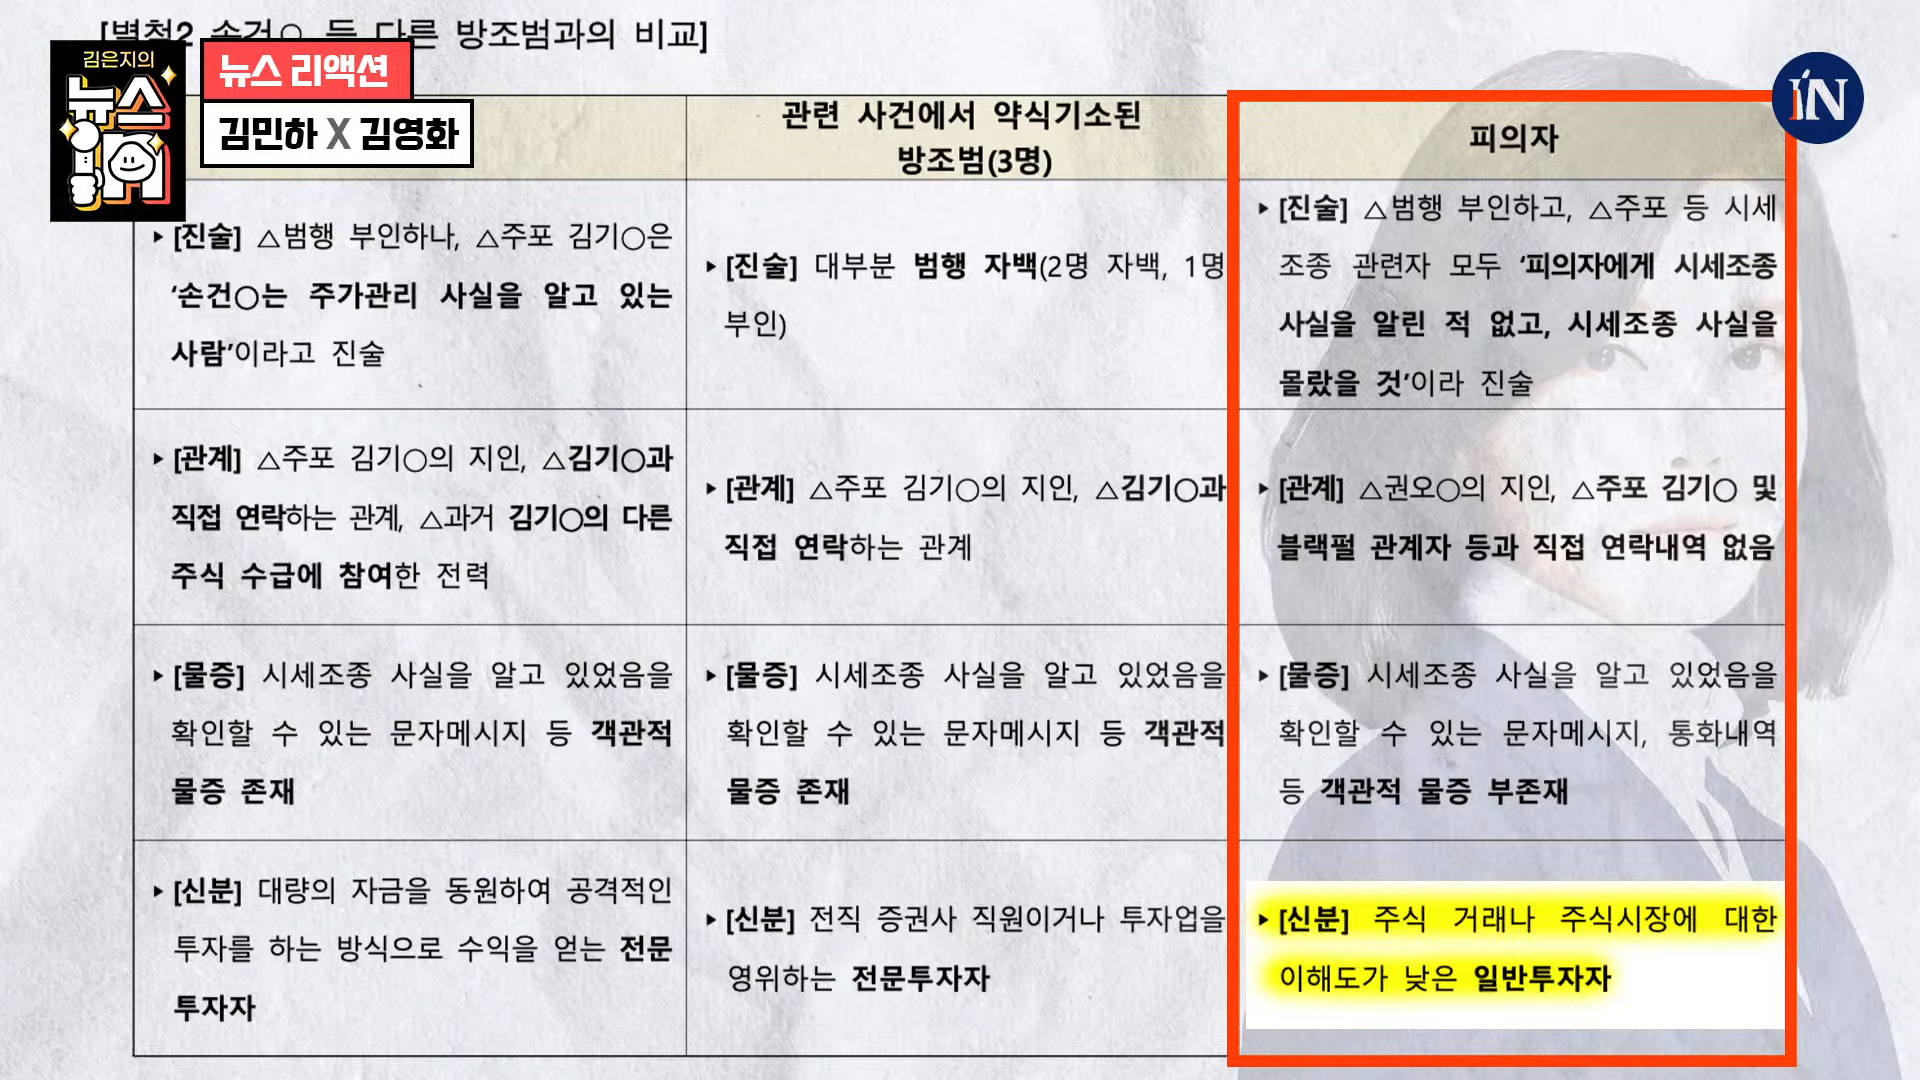 [별첨2 손건○ 등 다른 방조범과의 비교]
김은지의
뉴스
IN
뉴스 리액션
김민하 X 김영화
iN
관련 사건에서 약식기소된
방조범(3명)
피의자
▸ [진술] △범행 부인하나, △주포 김기○은
‘손건○는 주가관리 사실을 알고 있는
사람’이라고 진술
▸ [진술] 대부분 범행 자백(2명 자백, 1명
부인)
▸ [진술] △범행 부인하고, △주포 등 시세
조종 관련자 모두 ‘피의자에게 시세조종
사실을 알린 적 없고, 시세조종 사실을
몰랐을 것’이라 진술
▸ [관계] △주포 김기○의 지인, △김기○과
직접 연락하는 관계, △과거 김기○의 다른
주식 수급에 참여한 전력
▸ [관계] △주포 김기○의 지인, △김기○과
직접 연락하는 관계
▸ [관계] △권오○의 지인, △주포 김기○ 및
블랙펄 관계자 등과 직접 연락내역 없음
▸ [물증] 시세조종 사실을 알고 있었음을
확인할 수 있는 문자메시지 등 객관적
물증 존재
▸ [물증] 시세조종 사실을 알고 있었음을
확인할 수 있는 문자메시지 등 객관적
물증 존재
▸ [물증] 시세조종 사실을 알고 있었음을
확인할 수 있는 문자메시지, 통화내역
등 객관적 물증 부존재
▸ [신분] 대량의 자금을 동원하여 공격적인
투자를 하는 방식으로 수익을 얻는 전문
투자자
▸ [신분] 전직 증권사 직원이거나 투자업을
영위하는 전문투자자
▸ [신분] 주식 거래나 주식시장에 대한
이해도가 낮은 일반투자자